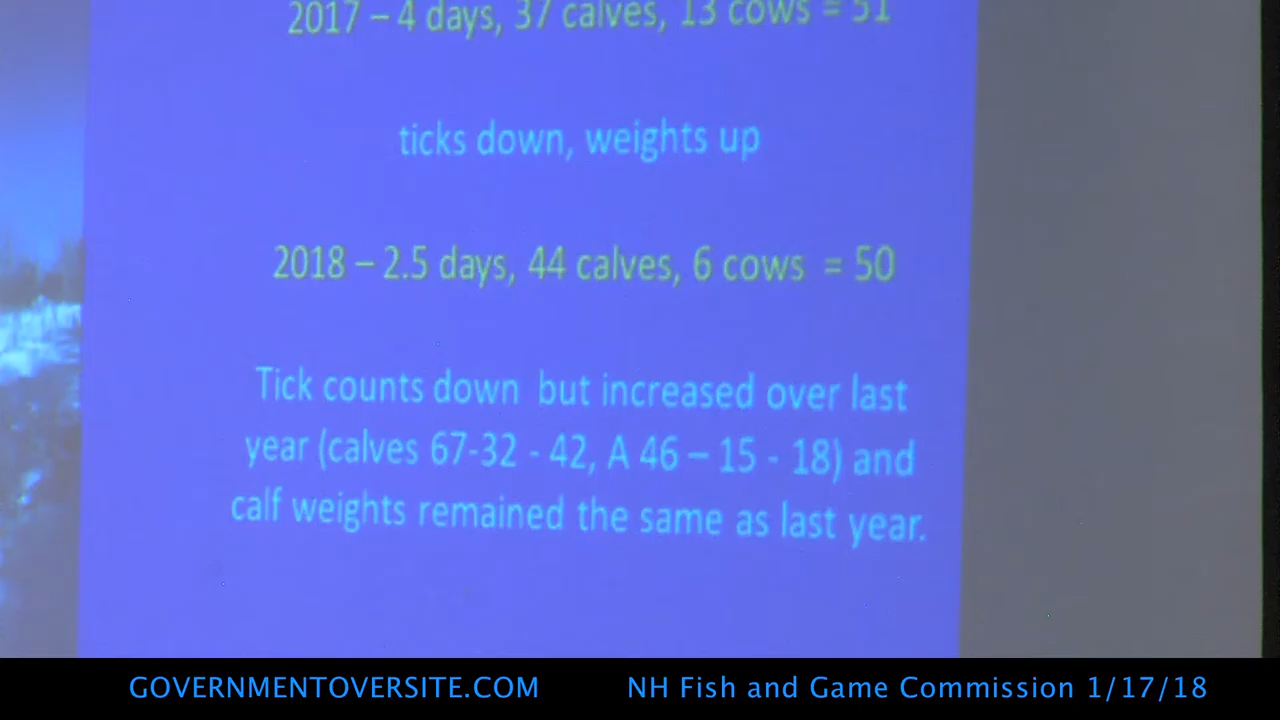 2017 – 4 days, 37 calves, 13 cows = 51
ticks down, weights up
2018 – 2.5 days, 44 calves, 6 cows = 50
Tick counts down but increased over last
year (calves 67-32 - 42, A 46 – 15 - 18) and
calf weights remained the same as last year.
GOVERNMENTOVERSITE.COM NH Fish and Game Commission 1/17/18